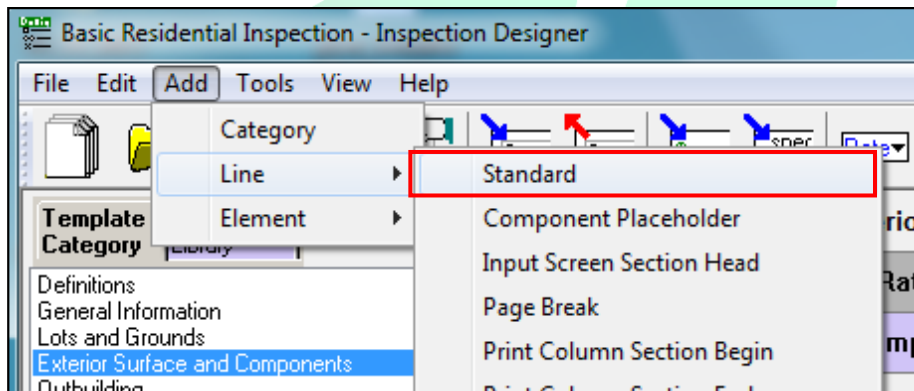 Basic Residential Inspection - Inspection Designer
File Edit Add Tools View Help
Category
Line
Element
Standard
Component Placeholder
Input Screen Section Head
Page Break
Print Column Section Begin
Template
Category
Library
Definitions
General Information
Lots and Grounds
Exterior Surface and Components
Outbuilding